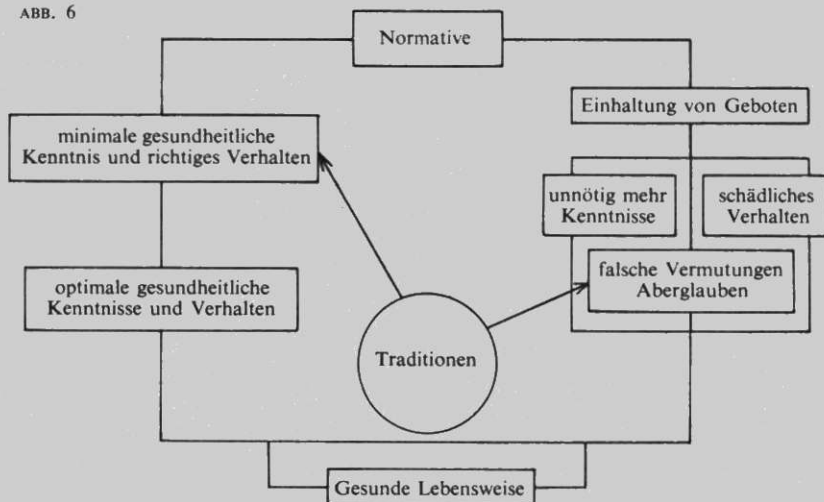 ABB. 6
Normative
Einhaltung von Geboten
minimale gesundheitliche
Kenntnis und richtiges Verhalten
unnötig mehr
Kenntnisse
schädliches
Verhalten
optimale gesundheitliche
Kenntnisse und Verhalten
falsche Vermutungen
Aberglauben
Traditionen
Gesunde Lebensweise